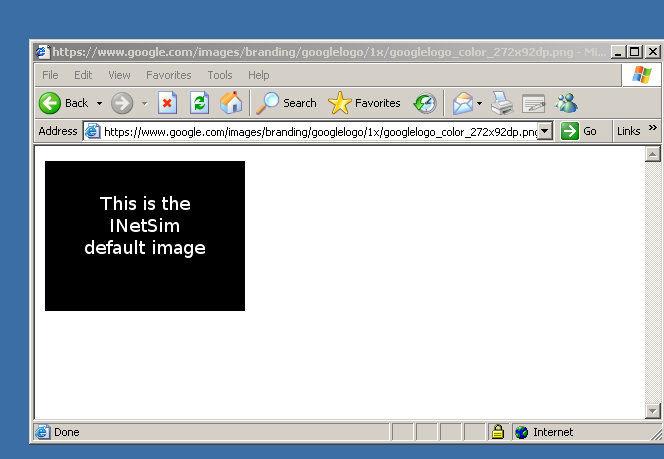 https://www.google.com/images/branding/googlelogo/1x/googlelogo_color_272x92dp.png - Mi...
File Edit View Favorites Tools Help
Back Search Favorites
Address https://www.google.com/images/branding/googlelogo/1x/googlelogo_color_272x92dp.png Go Links »
This is the
INetSim
default image
Done Internet